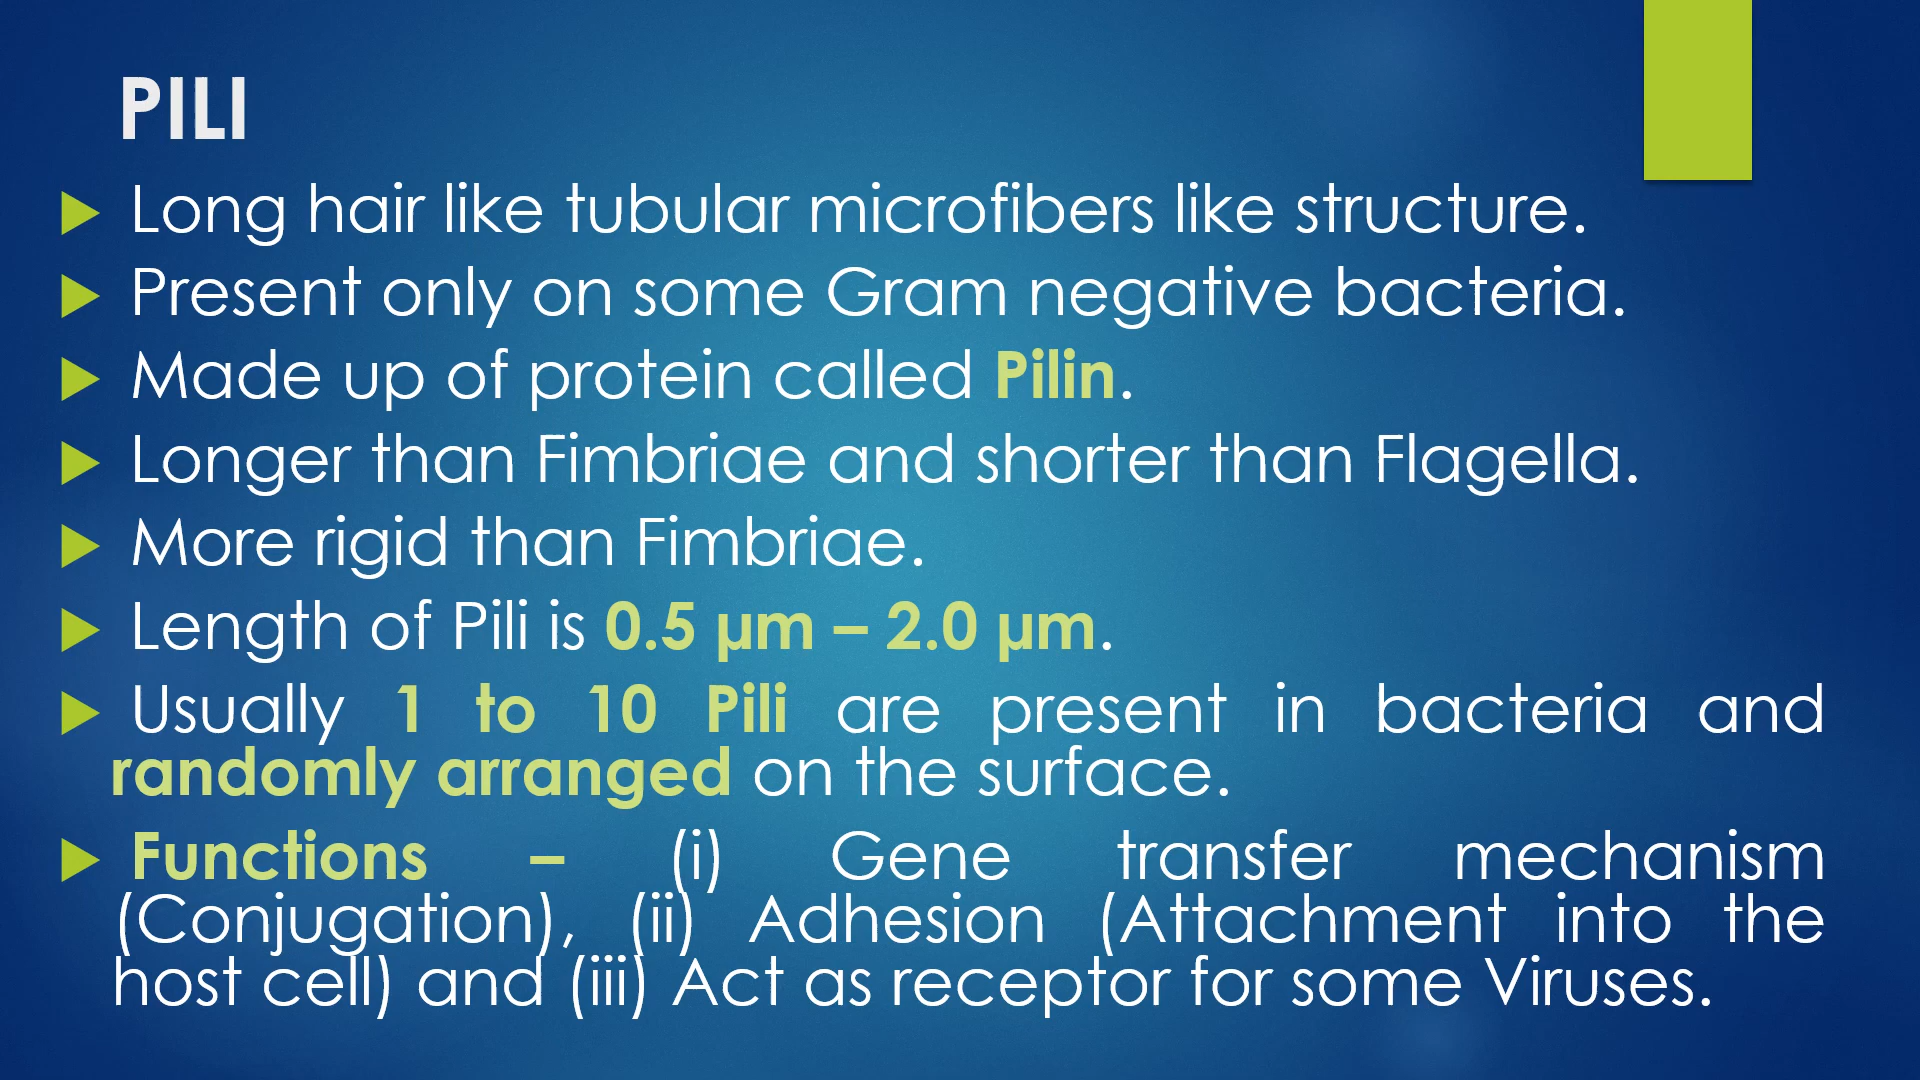 PILI
Long hair like tubular microfibers like structure.
Present only on some Gram negative bacteria.
Made up of protein called Pilin.
Longer than Fimbriae and shorter than Flagella.
More rigid than Fimbriae.
Length of Pili is 0.5 µm – 2.0 µm.
Usually 1 to 10 Pili are present in bacteria and
randomly arranged on the surface.
Functions – (i) Gene transfer mechanism
(Conjugation), (ii) Adhesion (Attachment into the
host cell) and (iii) Act as receptor for some Viruses.